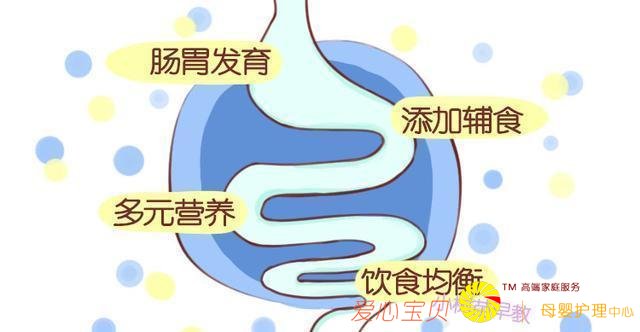 肠胃发育
添加辅食
多元营养
饮食均衡
TM 高端家庭服务
爱心宝贝
早教
母婴护理中心